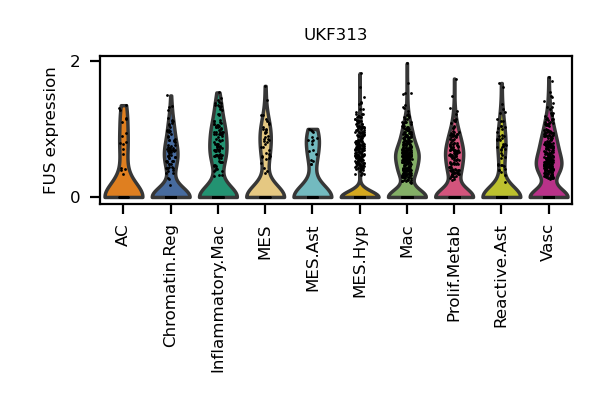 UKF313
FUS expression
2
0
AC
Chromatin.Reg
Inflammatory.Mac
MES
MES.Ast
MES.Hyp
Mac
Prolif.Metab
Reactive.Ast
Vasc